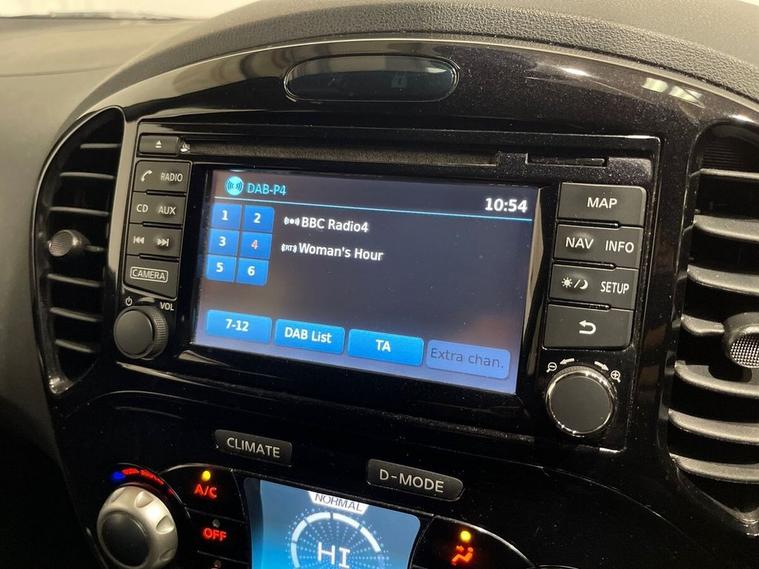 RADIO
CD AUX
CAMERA
VOL
DAB-P4
10:54
1 2
3 4
5 6
BBC Radio4
RT Woman's Hour
7-12
DAB List
TA
Extra chan.
MAP
NAV INFO
SETUP
CLIMATE
D-MODE
A/C
OFF
NORMAL
HI